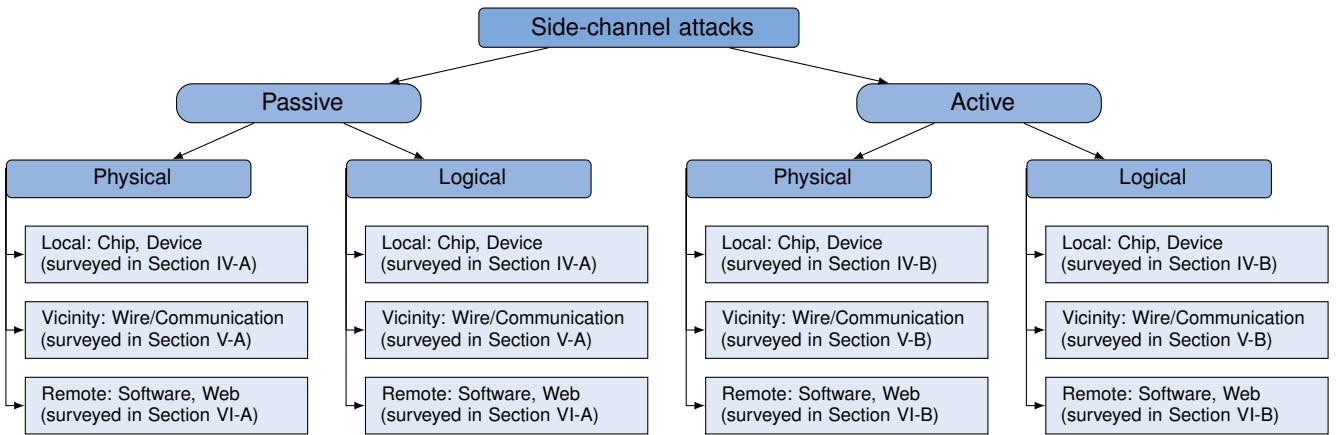 Side-channel attacks
Passive
Active
Physical
Logical
Physical
Logical
Local: Chip, Device
(surveyed in Section IV-A)
Local: Chip, Device
(surveyed in Section IV-A)
Local: Chip, Device
(surveyed in Section IV-B)
Local: Chip, Device
(surveyed in Section IV-B)
Vicinity: Wire/Communication
(surveyed in Section V-A)
Vicinity: Wire/Communication
(surveyed in Section V-A)
Vicinity: Wire/Communication
(surveyed in Section V-B)
Vicinity: Wire/Communication
(surveyed in Section V-B)
Remote: Software, Web
(surveyed in Section VI-A)
Remote: Software, Web
(surveyed in Section VI-A)
Remote: Software, Web
(surveyed in Section VI-B)
Remote: Software, Web
(surveyed in Section VI-B)